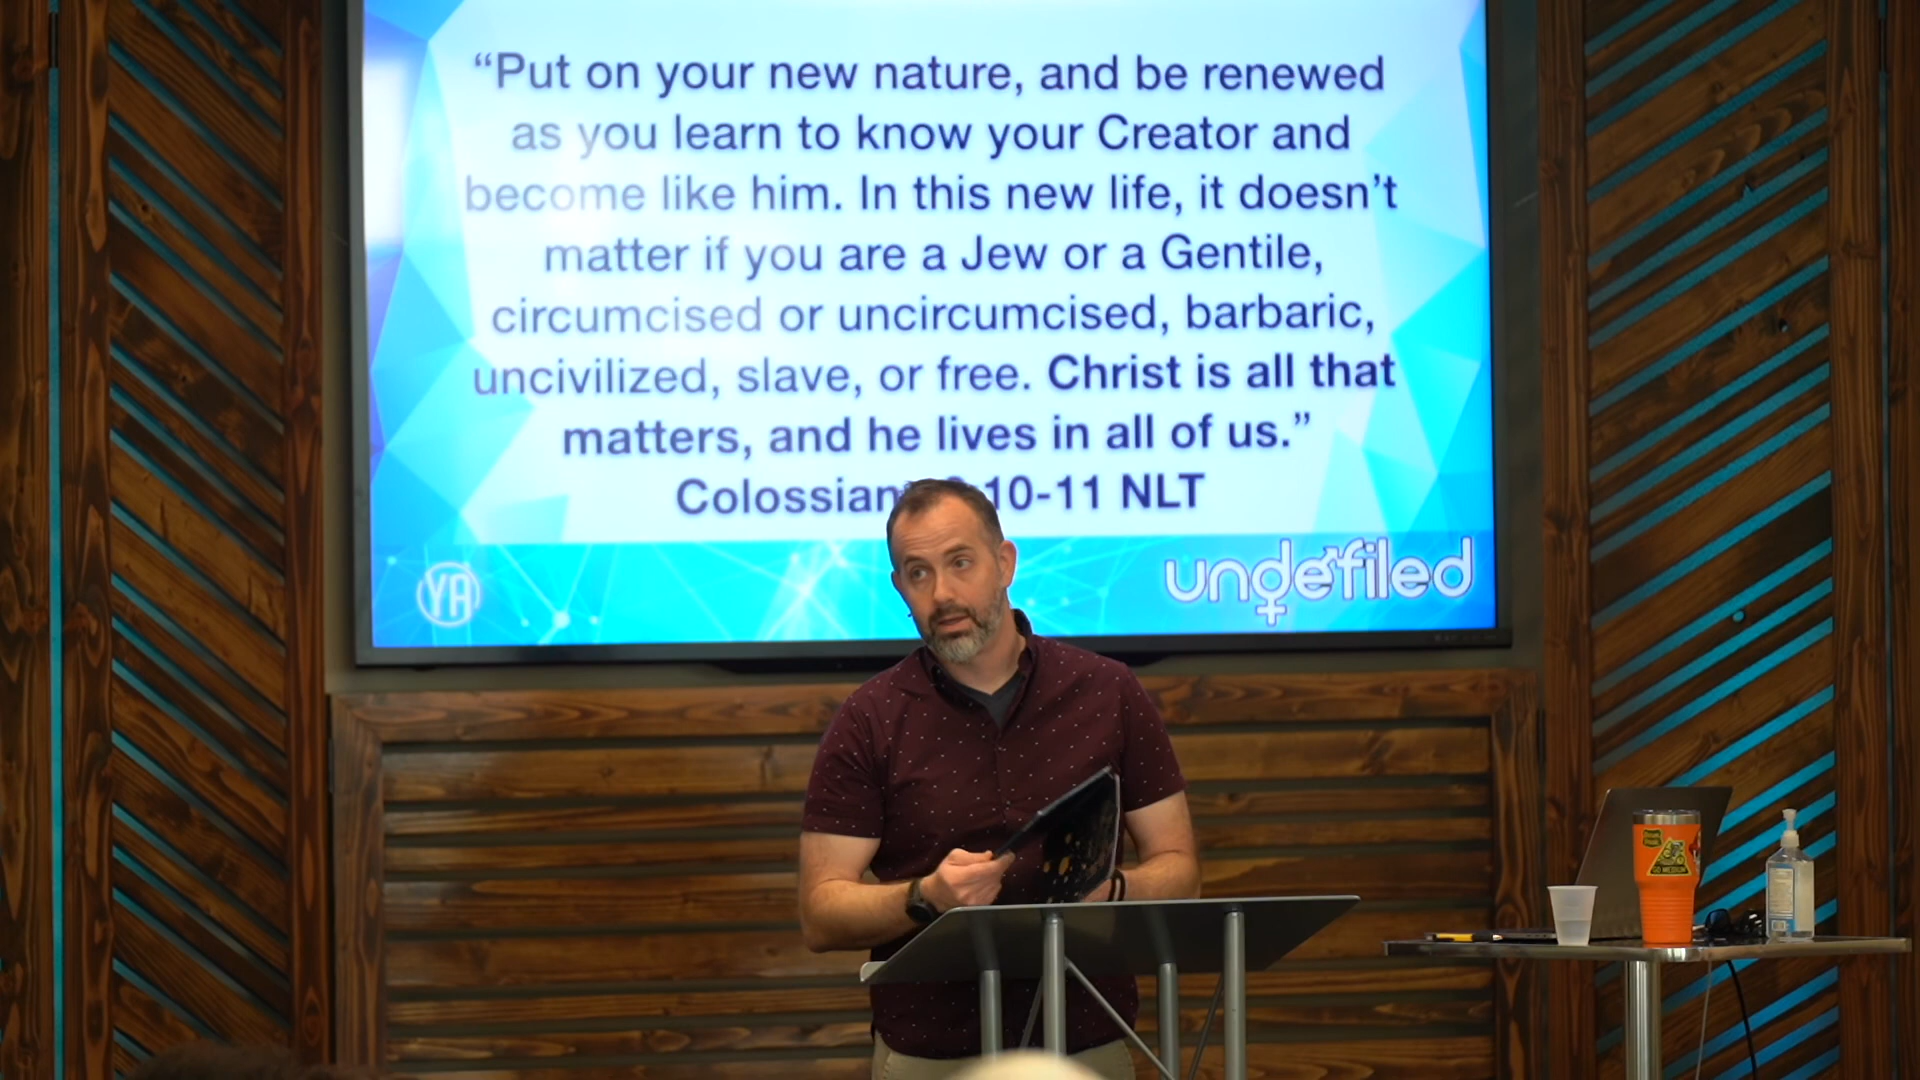 “Put on your new nature, and be renewed
as you learn to know your Creator and
become like him. In this new life, it doesn’t
matter if you are a Jew or a Gentile,
circumcised or uncircumcised, barbaric,
uncivilized, slave, or free. Christ is all that
matters, and he lives in all of us.”
Colossian :10-11 NLT
YA
undefiled
GO MEDIUM